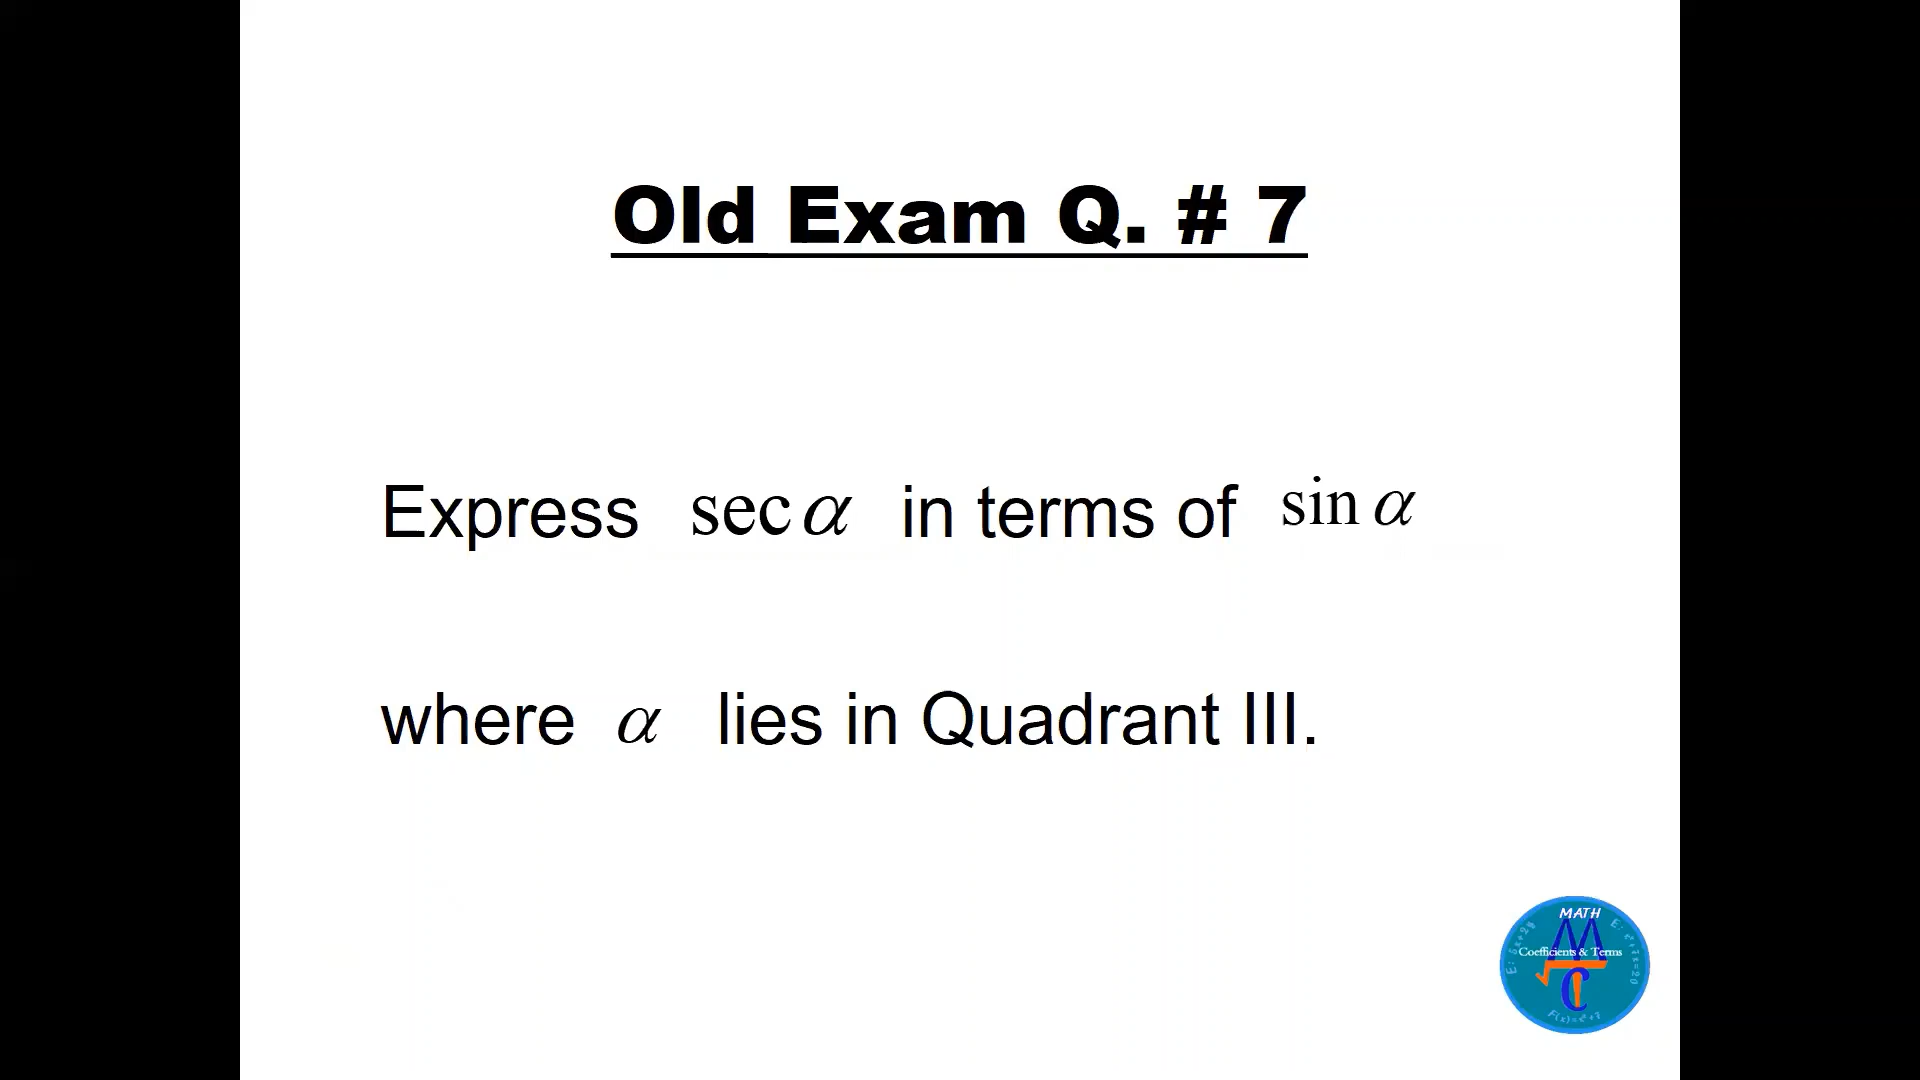 Old Exam Q. # 7
Express sec α in terms of sin α
where α lies in Quadrant III.
MATH
Coefficients & Terms